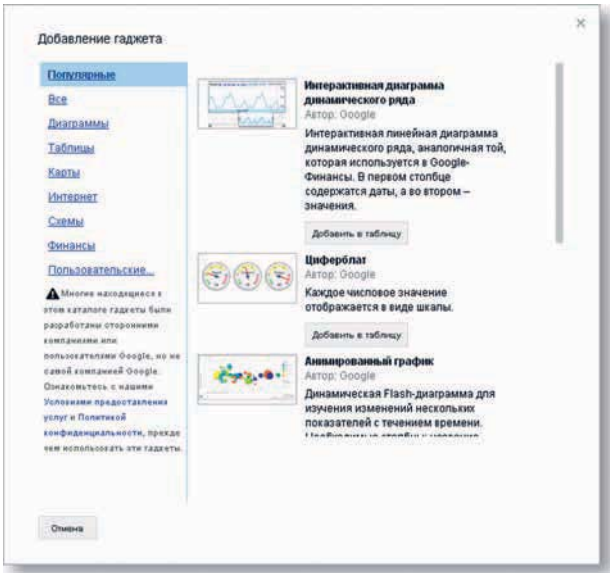 Добавление гаджета
×
Популярные
Все
Диаграммы
Таблицы
Карты
Интернет
Схемы
Финансы
Пользовательские...
Многие находящиеся в
этом каталоге гаджеты были
разработаны сторонними
компаниями или
пользователями Google, но не
самой компанией Google.
Ознакомьтесь с нашими
Условиями предоставления
услуг и Политикой
конфиденциальности, прежде
чем использовать эти гаджеты.
Интерактивная диаграмма
динамического ряда
Автор: Google
Интерактивная линейная диаграмма
динамического ряда, аналогичная той,
которая используется в Google-
Финансы. В первом столбце
содержатся даты, а во втором –
значения.
Добавить в таблицу
Циферблат
Автор: Google
Каждое числовое значение
отображается в виде шкалы.
Добавить в таблицу
Анимированный график
Автор: Google
Динамическая Flash-диаграмма для
изучения изменений нескольких
показателей с течением времени.
Отмена